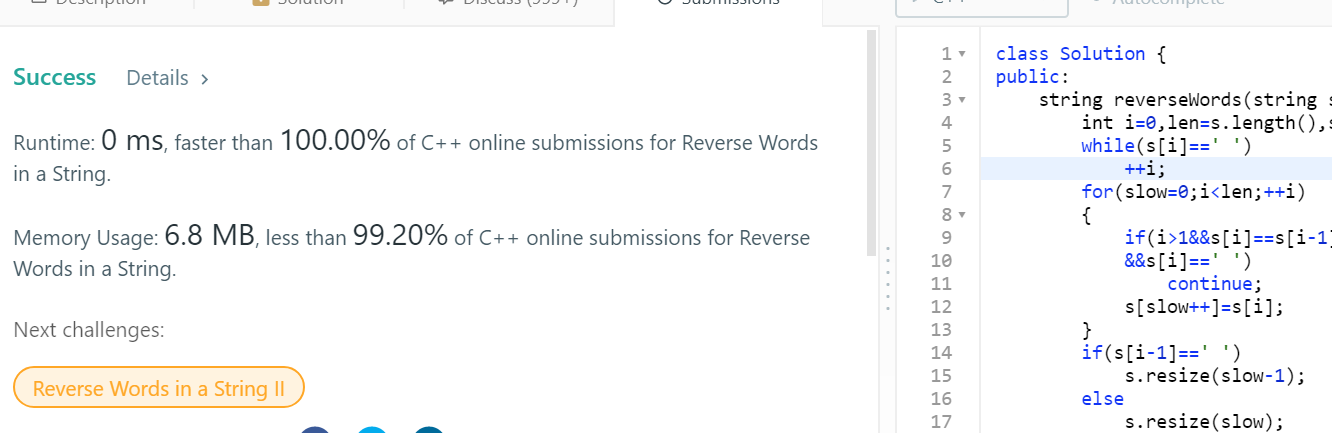 Description
Solution
Discuss (999+)
Submissions
C++
Autocomplete
Success
Details >
Runtime: 0 ms, faster than 100.00% of C++ online submissions for Reverse Words
in a String.
Memory Usage: 6.8 MB, less than 99.20% of C++ online submissions for Reverse
Words in a String.
Next challenges:
Reverse Words in a String II
1 class Solution {
2 public:
3 string reverseWords(string s
4 int i=0,len=s.length(),s
5 while(s[i]==' ')
6 ++i;
7 for(slow=0;i<len;++i)
8 {
9 if(i>1&&s[i]==s[i-1]
10 &&s[i]==' ')
11 continue;
12 s[slow++]=s[i];
13 }
14 if(s[i-1]==' ')
15 s.resize(slow-1);
16 else
17 s.resize(slow);